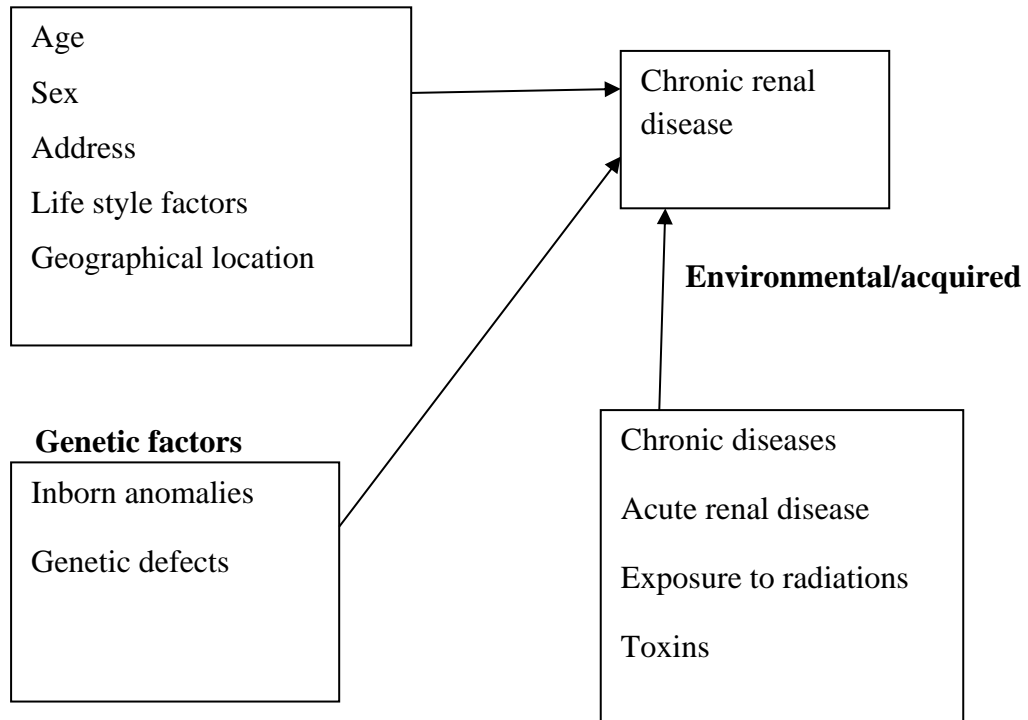 Age
Sex
Address
Life style factors
Geographical location
Chronic renal
disease
Environmental/acquired
Genetic factors
Inborn anomalies
Genetic defects
Chronic diseases
Acute renal disease
Exposure to radiations
Toxins